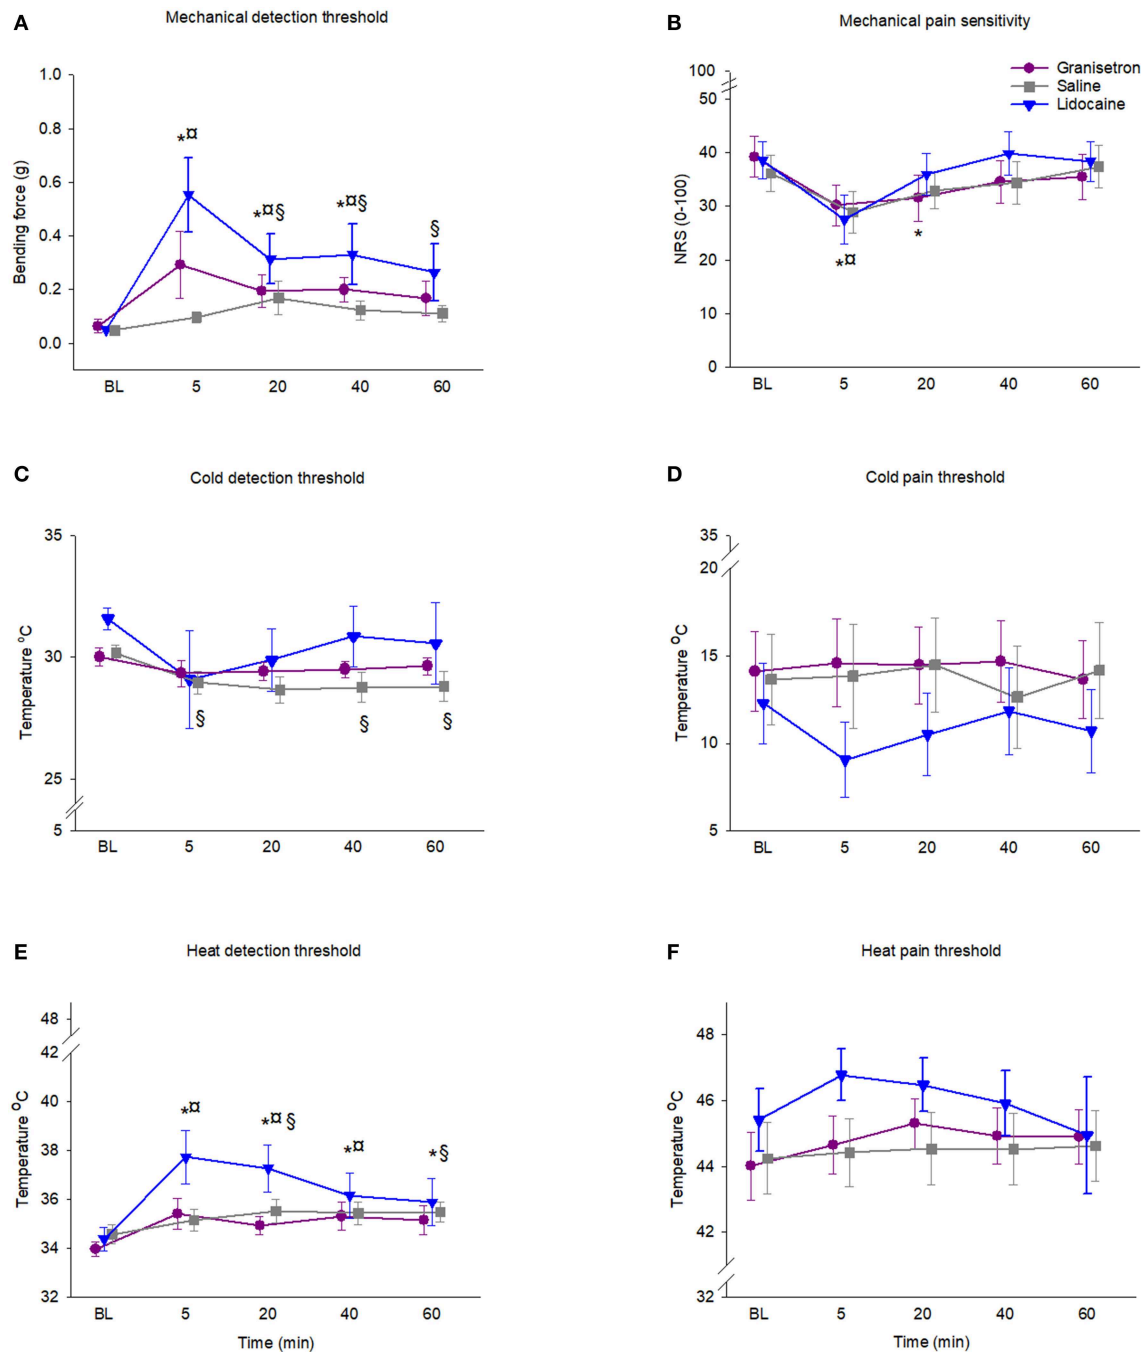 A Mechanical detection threshold
1.0
0.8
0.6
0.4
0.2
0.0
Bending force (g)
*¤
*¤§
*¤§
§
BL 5 20 40 60
B Mechanical pain sensitivity
Granisetron
Saline
Lidocaine
100
50
40
30
20
10
0
NRS (0-100)
*¤
*
BL 5 20 40 60
C Cold detection threshold
35
30
25
5
Temperature °C
§
§
§
BL 5 20 40 60
D Cold pain threshold
35
20
15
10
5
Temperature °C
BL 5 20 40 60
E Heat detection threshold
48
42
40
38
36
34
32
Temperature °C
*¤
*¤§
*¤
*§
BL 5 20 40 60
Time (min)
F Heat pain threshold
48
46
44
42
32
Temperature °C
BL 5 20 40 60
Time (min)